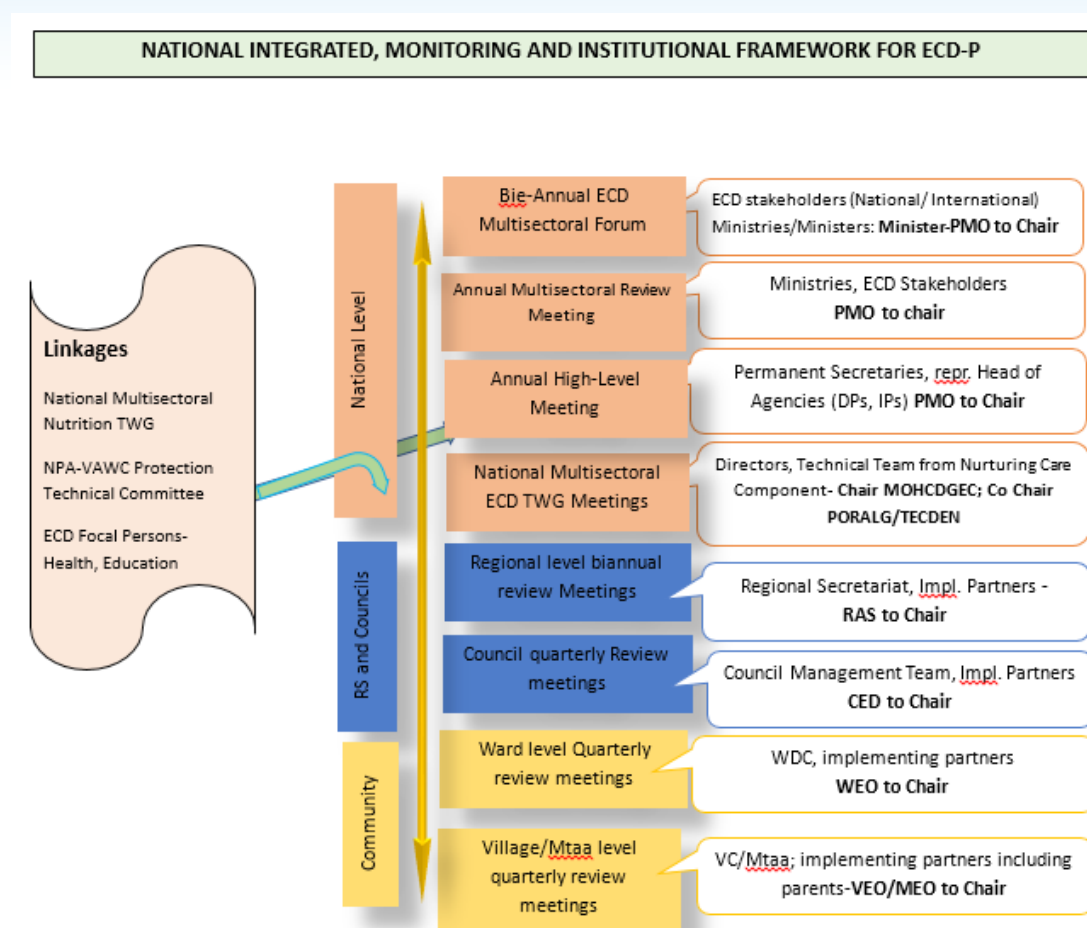 NATIONAL INTEGRATED, MONITORING AND INSTITUTIONAL FRAMEWORK FOR ECD-P
Linkages
National Multisectoral
Nutrition TWG
NPA-VAWC Protection
Technical Committee
ECD Focal Persons-
Health, Education
National Level
Bie-Annual ECD
Multisectoral Forum
ECD stakeholders (National/ International)
Ministries/Ministers: Minister-PMO to Chair
Annual Multisectoral Review
Meeting
Ministries, ECD Stakeholders
PMO to chair
Annual High-Level
Meeting
Permanent Secretaries, repr. Head of
Agencies (DPs, IPs) PMO to Chair
National Multisectoral
ECD TWG Meetings
Directors, Technical Team from Nurturing Care
Component- Chair MOHCDGEC; Co Chair
PORALG/TECDEN
RS and Councils
Regional level biannual
review Meetings
Regional Secretariat, Impl. Partners -
RAS to Chair
Council quarterly Review
meetings
Council Management Team, Impl. Partners
CED to Chair
Community
Ward level Quarterly
review meetings
WDC, implementing partners
WEO to Chair
Village/Mtaa level
quarterly review
meetings
VC/Mtaa; implementing partners including
parents-VEO/MEO to Chair